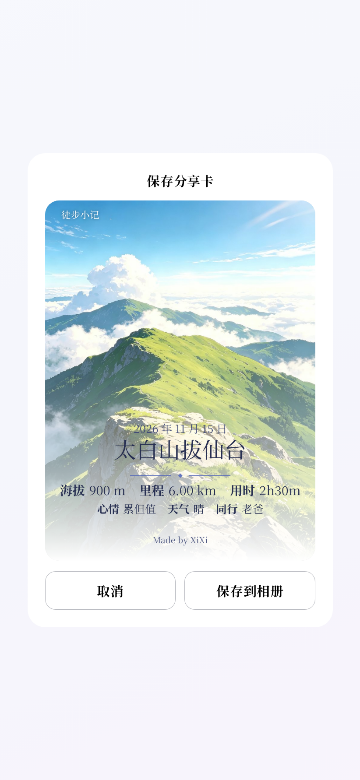 保存分享卡
徒步小记
2026 年 11 月 15 日
太白山拔仙台
海拔 900 m 里程 6.00 km 用时 2h30m
心情 累但值 天气 晴 同行 老爸
Made by XiXi
取消 保存到相册